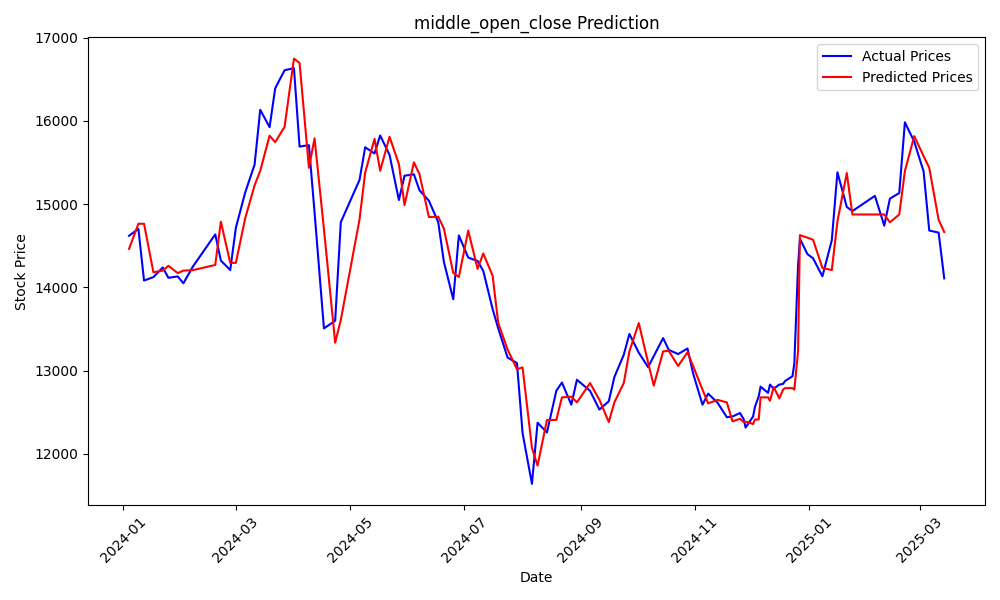 middle_open_close Prediction
Actual Prices
Predicted Prices
Stock Price
17000
16000
15000
14000
13000
12000
2024-01
2024-03
2024-05
2024-07
2024-09
2024-11
2025-01
2025-03
Date